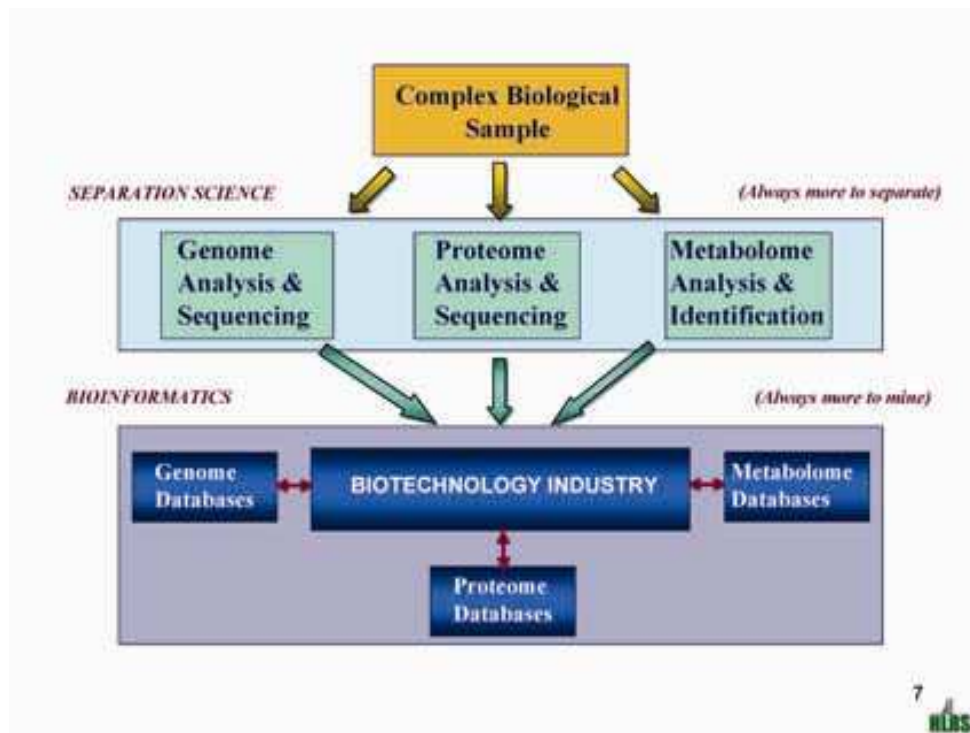 Complex Biological
Sample
SEPARATION SCIENCE
(Always more to separate)
Genome
Analysis &
Sequencing
Proteome
Analysis &
Sequencing
Metabolome
Analysis &
Identification
BIOINFORMATICS
(Always more to mine)
Genome
Databases
BIOTECHNOLOGY INDUSTRY
Metabolome
Databases
Proteome
Databases
7
HLRS